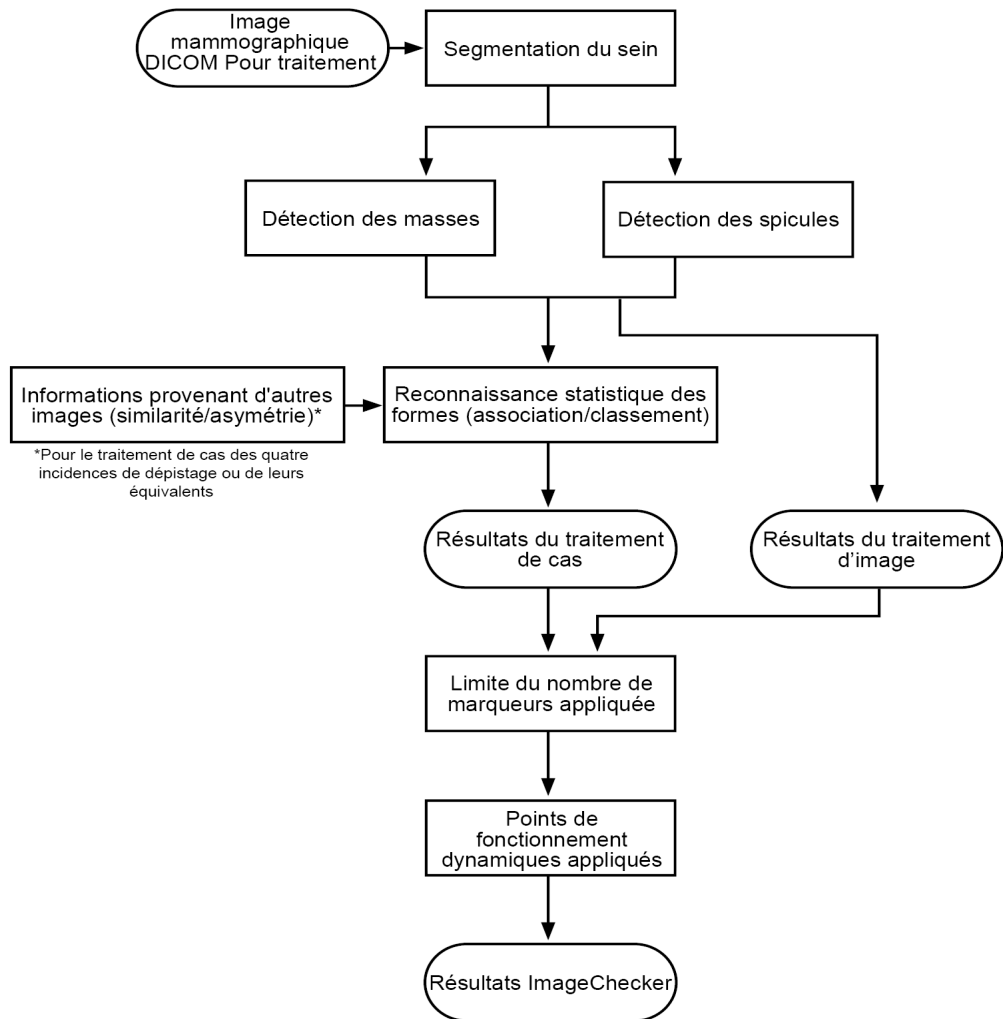 Image
mammographique
DICOM Pour traitement
Segmentation du sein
Détection des masses
Détection des spicules
Informations provenant d'autres
images (similarité/asymétrie)*
*Pour le traitement de cas des quatre
incidences de dépistage ou de leurs
équivalents
Reconnaissance statistique des
formes (association/classement)
Résultats du traitement
de cas
Résultats du traitement
d’image
Limite du nombre de
marqueurs appliquée
Points de
fonctionnement
dynamiques appliqués
Résultats ImageChecker